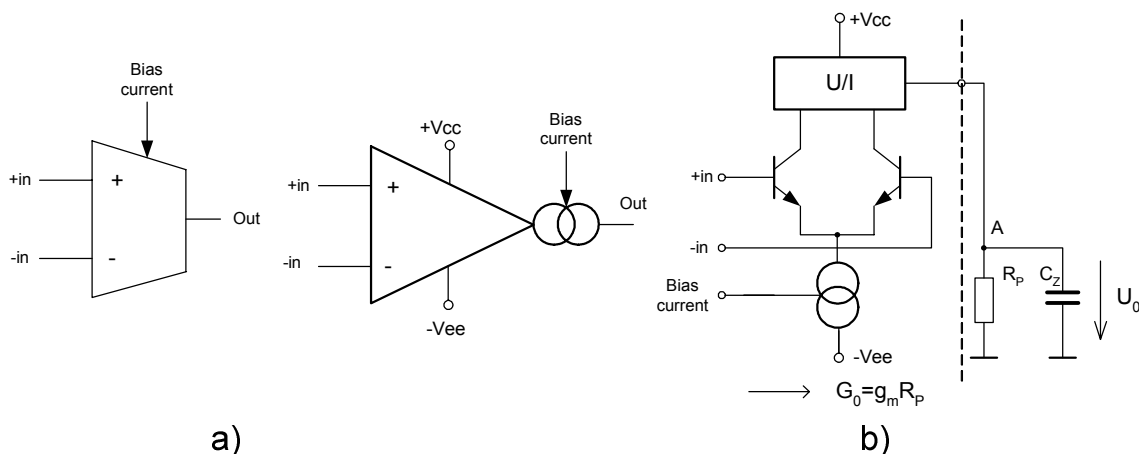 Bias
current
+in
+
-in
-
Out
+Vcc
Bias
current
+in
+
-in
-
Out
-Vee
a)
+Vcc
U/I
+in
-in
A
Bias
current
R_P
C_Z
U_0
-Vee
G_0=g_mR_P
b)